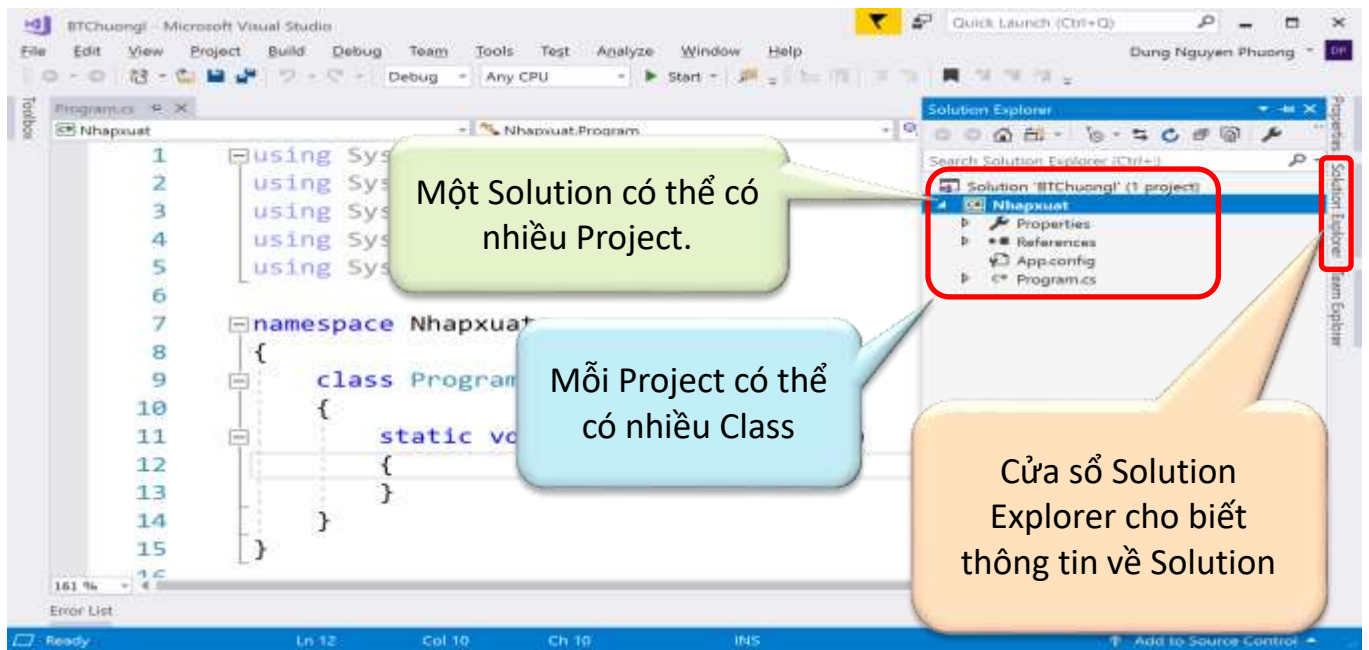 BTChuongI - Microsoft Visual Studio
Quick Launch (Ctrl+Q)
File Edit View Project Build Debug Team Tools Test Analyze Window Help
Dung Nguyen Phuong DP
Debug Any CPU Start
Toolbox
Program.cs
Nhapxuat
Nhapxuat.Program
1 using Sys
2 using Sys
3 using Sys
4 using Sys
5 using Sys
6
7 namespace Nhapxuat
8 {
9 class Program
10 {
11 static vo )
12 {
13 }
14 }
15 }
16
161 %
Error List
Ready Ln 12 Col 10 Ch 10 INS Add to Source Control
Một Solution có thể có
nhiều Project.
Mỗi Project có thể
có nhiều Class
Solution Explorer
Search Solution Explorer (Ctrl+;)
Solution 'BTChuongI' (1 project)
Nhapxuat
Properties
References
App.config
C# Program.cs
Properties
Solution Explorer
Team Explorer
Cửa sổ Solution
Explorer cho biết
thông tin về Solution